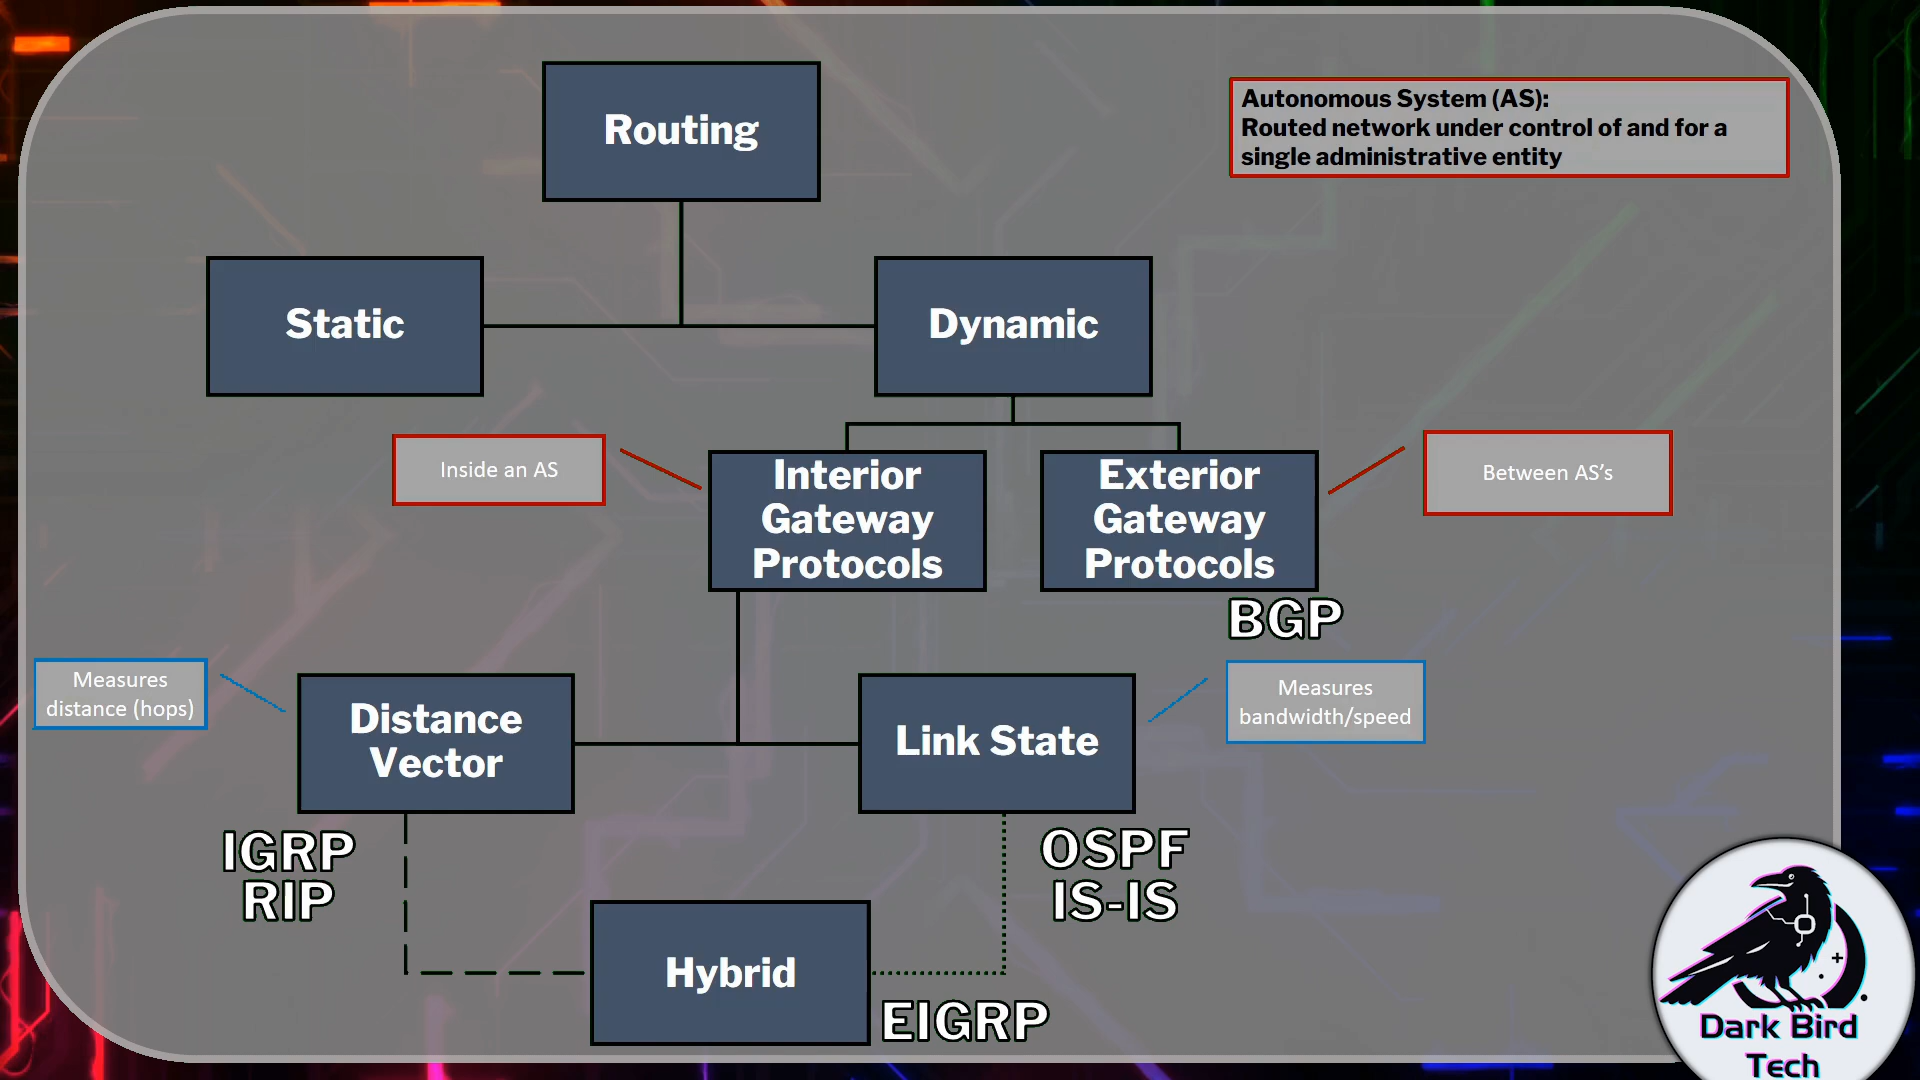 Routing
Autonomous System (AS):
Routed network under control of and for a
single administrative entity
Static
Dynamic
Inside an AS
Interior
Gateway
Protocols
Exterior
Gateway
Protocols
Between AS’s
BGP
Measures
distance (hops)
Distance
Vector
Link State
Measures
bandwidth/speed
IGRP
RIP
OSPF
IS-IS
Hybrid
EIGRP
Dark Bird
Tech